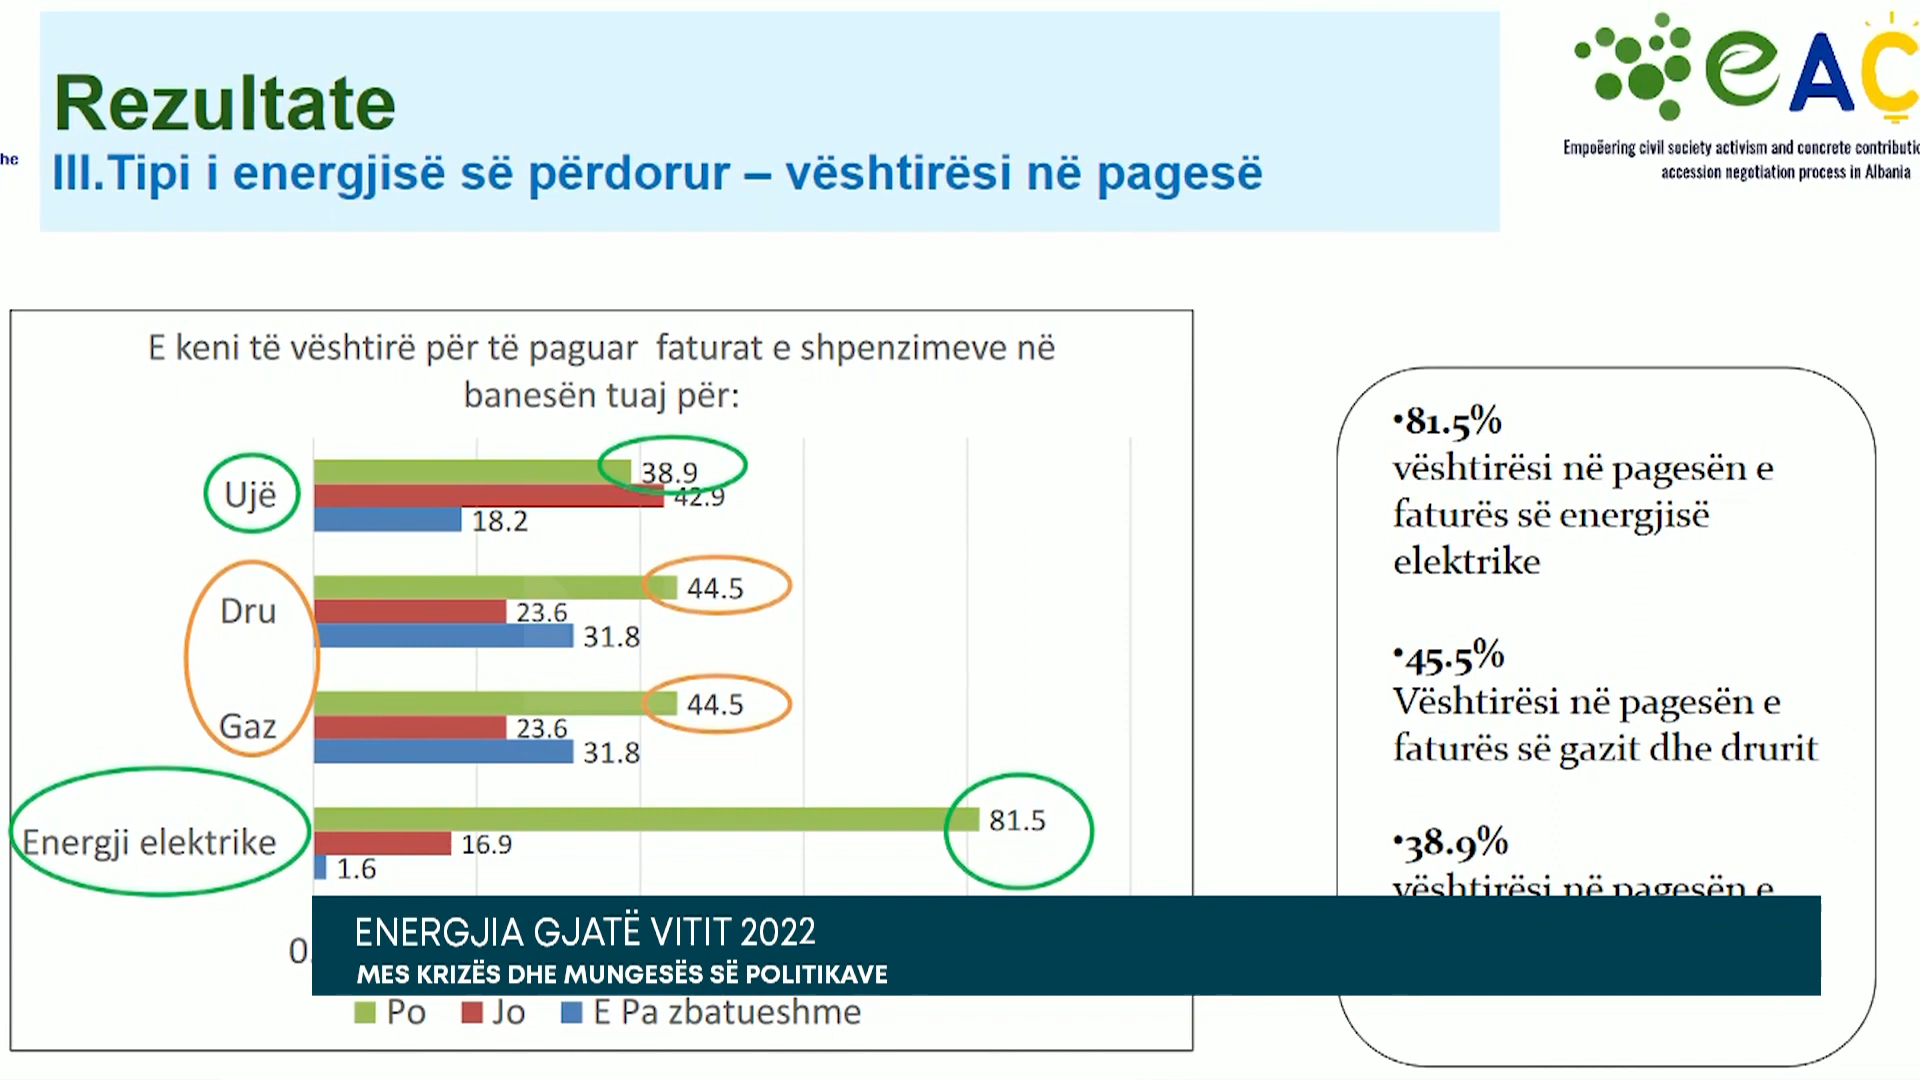 Rezultate
III.Tipi i energjisë së përdorur – vështirësi në pagesë
he
eAC
Empoëering civil society activism and concrete
accession negotiation process in Albania
E keni të vështirë për të paguar faturat e shpenzimeve në
banesën tuaj për:
Ujë
38.9
42.9
18.2
Dru
44.5
23.6
31.8
Gaz
44.5
23.6
31.8
Energji elektrike
81.5
16.9
1.6
0.
Po Jo E Pa zbatueshme
•81.5%
vështirësi në pagesën e
faturës së energjisë
elektrike
•45.5%
Vështirësi në pagesën e
faturës së gazit dhe drurit
•38.9%
vështirësi në pagesën e
ENERGJIA GJATË VITIT 2022
MES KRIZËS DHE MUNGESËS SË POLITIKAVE